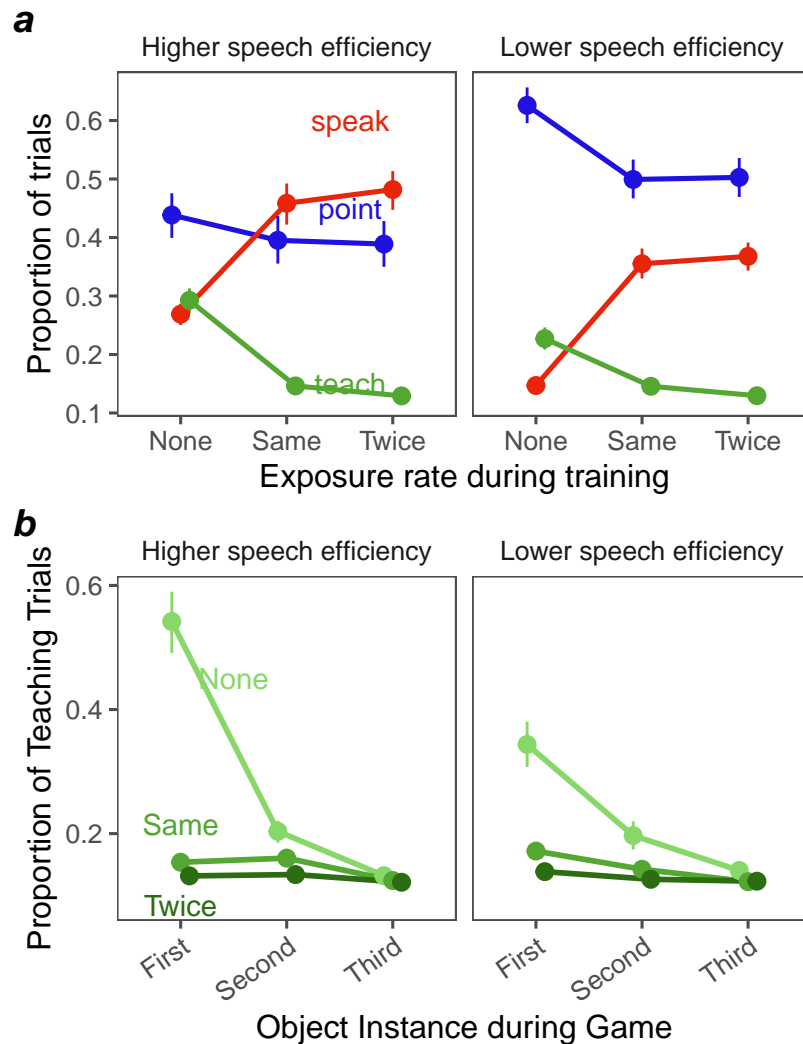 a
Higher speech efficiency
Lower speech efficiency
Proportion of trials
0.6
0.5
0.4
0.3
0.2
0.1
speak
point
teach
None
Same
Twice
None
Same
Twice
Exposure rate during training
b
Higher speech efficiency
Lower speech efficiency
Proportion of Teaching Trials
0.6
0.4
0.2
None
Same
Twice
First
Second
Third
First
Second
Third
Object Instance during Game